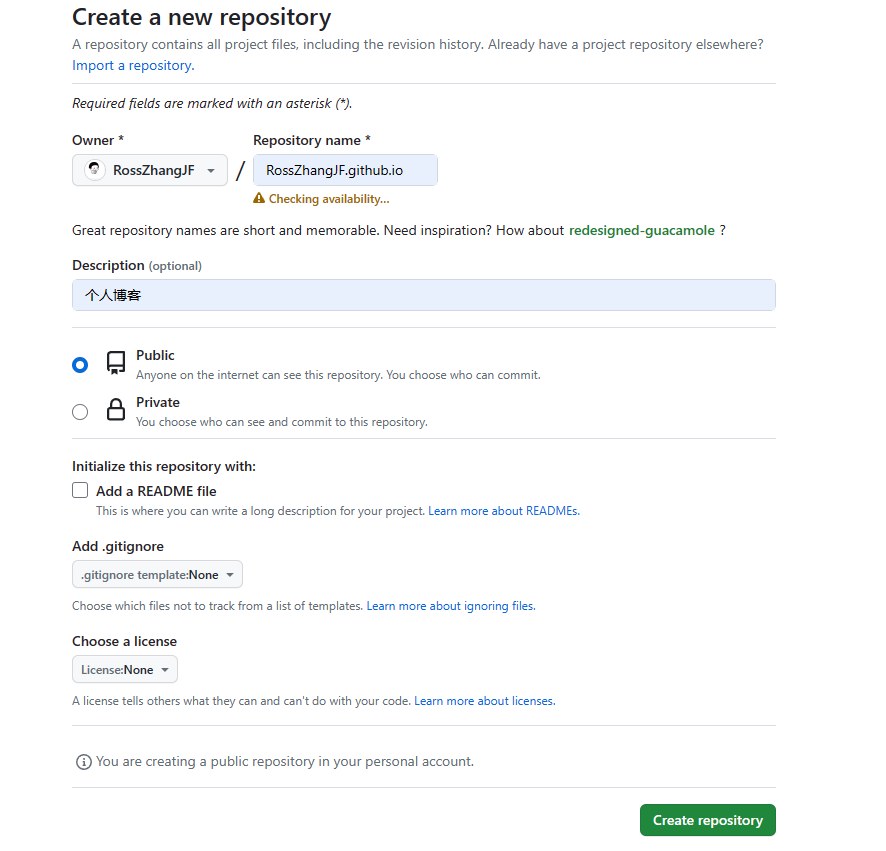 Create a new repository
A repository contains all project files, including the revision history. Already have a project repository elsewhere?
Import a repository.
Required fields are marked with an asterisk (*).
Owner * Repository name *
RossZhangJF / RossZhangJF.github.io
Checking availability...
Great repository names are short and memorable. Need inspiration? How about redesigned-guacamole ?
Description (optional)
个人博客
Public
Anyone on the internet can see this repository. You choose who can commit.
Private
You choose who can see and commit to this repository.
Initialize this repository with:
Add a README file
This is where you can write a long description for your project. Learn more about READMEs.
Add .gitignore
.gitignore template:None
Choose which files not to track from a list of templates. Learn more about ignoring files.
Choose a license
License:None
A license tells others what they can and can't do with your code. Learn more about licenses.
You are creating a public repository in your personal account.
Create repository